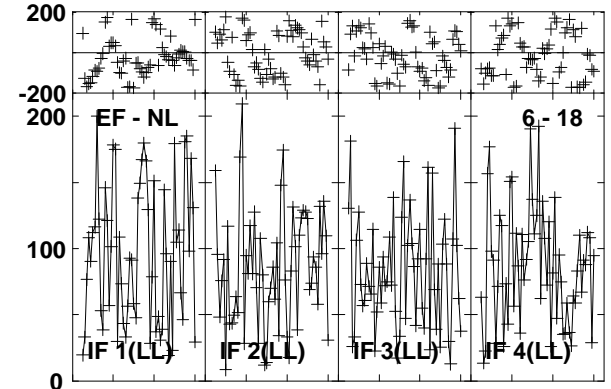 200
-200
200
EF - NL
6 - 18
100
IF 1(LL)
IF 2(LL)
IF 3(LL)
IF 4(LL)
0